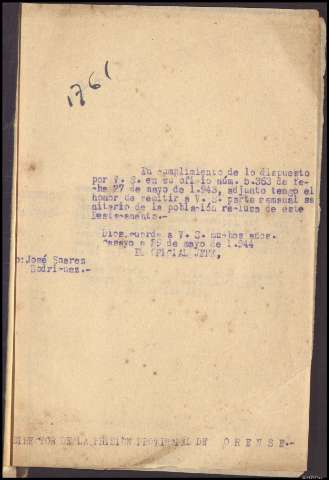 1761
En cumplimiento de lo dispuesto
por V. S. en su oficio núm. 5.363 de fe-
cha 27 de mayo de 1.943, adjunto tengo el
honor de remitir a V. S. parte semanal sa
nitario de la población reclusa de este
Destacamento.-
Dios guarde a V. S. muchos años.
Casayo a 29 de mayo de 1.944
EL OFICIAL JEFE,
o:José Suarez
Rodriguez.-
DIRECTOR DE LA PRISION PROVINCIAL DE O R E N S E.-